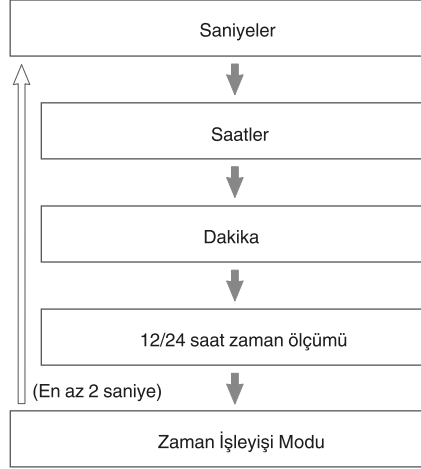 Saniyeler
Saatler
Dakika
12/24 saat zaman ölçümü
(En az 2 saniye)
Zaman İşleyişi Modu